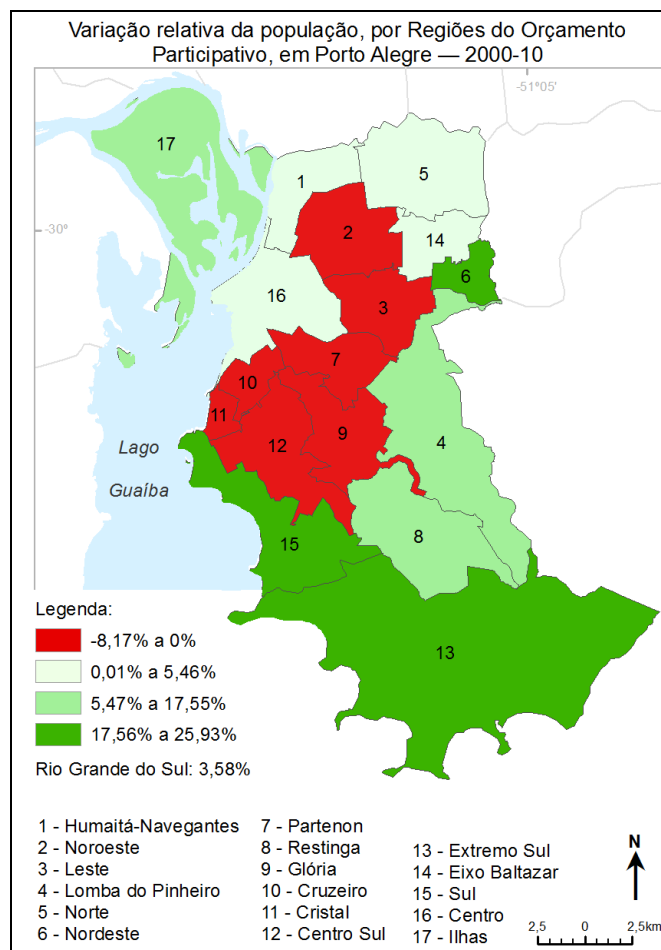 Variação relativa da população, por Regiões do Orçamento
Participativo, em Porto Alegre — 2000-10
-51°05'
17
1
5
-30°
2
14
6
16
3
7
10
11
4
Lago
12
9
Guaíba
8
15
Legenda:
-8,17% a 0%
13
0,01% a 5,46%
5,47% a 17,55%
17,56% a 25,93%
Rio Grande do Sul: 3,58%
1 - Humaitá-Navegantes
2 - Noroeste
3 - Leste
4 - Lomba do Pinheiro
5 - Norte
6 - Nordeste
7 - Partenon
8 - Restinga
9 - Glória
10 - Cruzeiro
11 - Cristal
12 - Centro Sul
13 - Extremo Sul
14 - Eixo Baltazar
15 - Sul
16 - Centro
17 - Ilhas
N
2,5 0 2,5km